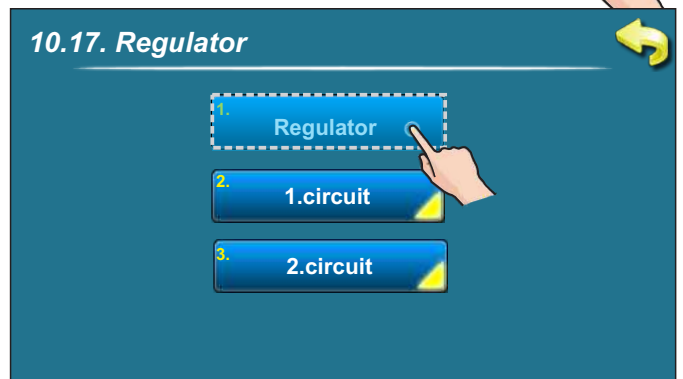 10.17. Regulator
1.
Regulator
2.
1.circuit
3.
2.circuit